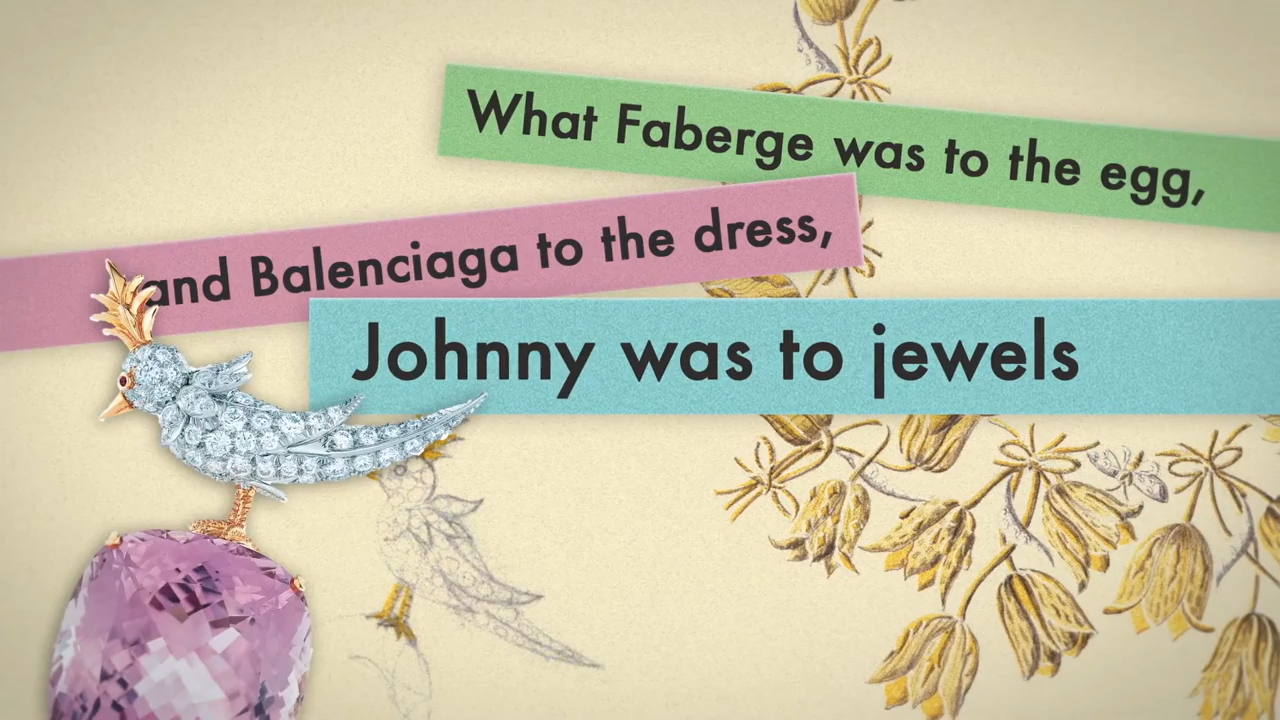 What Faberge was to the egg,
and Balenciaga to the dress,
Johnny was to jewels